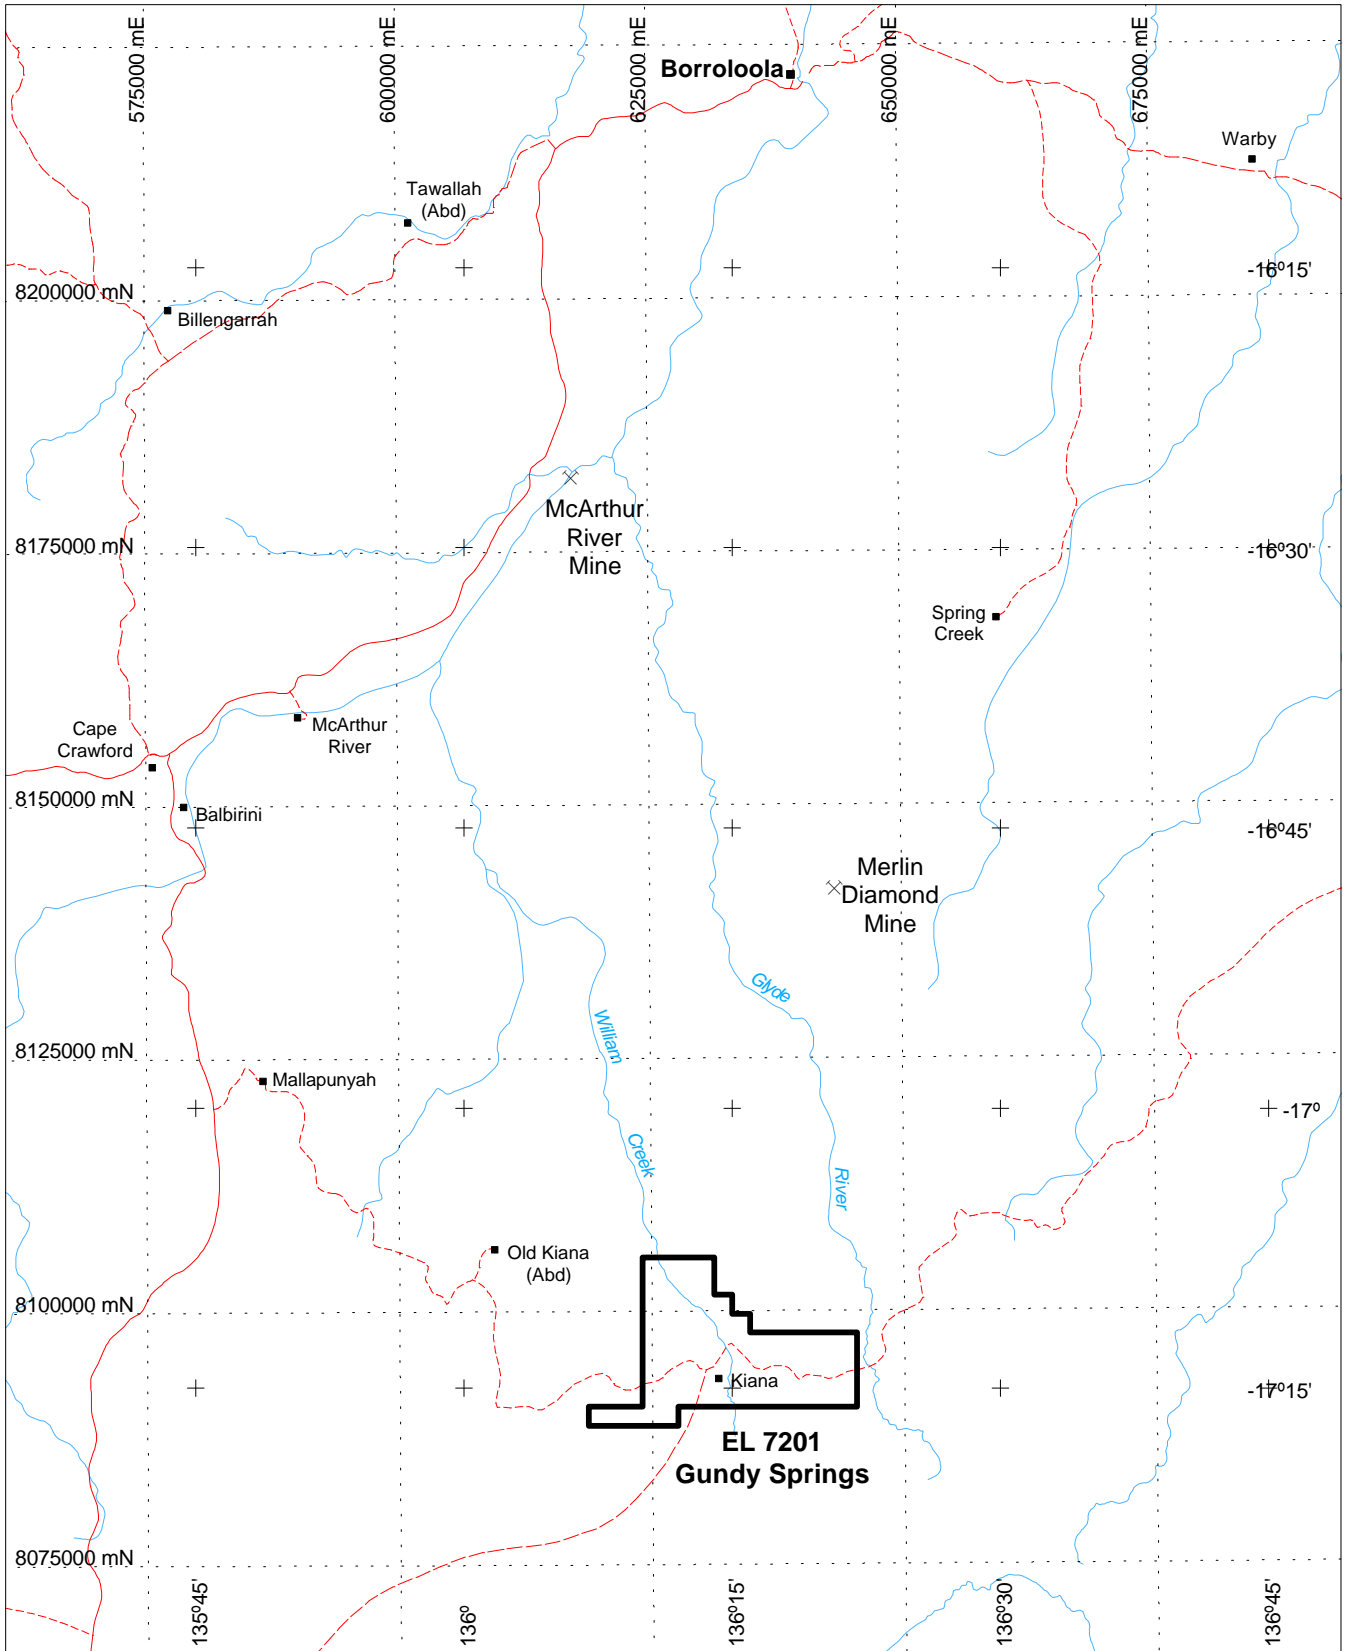 575000 mE
600000 mE
625000 mE
650000 mE
675000 mE
Borroloola
Warby
Tawallah
(Abd)
-16º15'
8200000 mN
Billengarrah
McArthur
River
Mine
8175000 mN
-16º30'
Spring
Creek
Cape
Crawford
McArthur
River
8150000 mN
Balbirini
-16º45'
Merlin
Diamond
Mine
Glyde
William
8125000 mN
Mallapunyah
-17º
Creek
River
Old Kiana
(Abd)
8100000 mN
Kiana
-17º15'
EL 7201
Gundy Springs
8075000 mN
135º45'
136º
136º15'
136º30'
136º45'